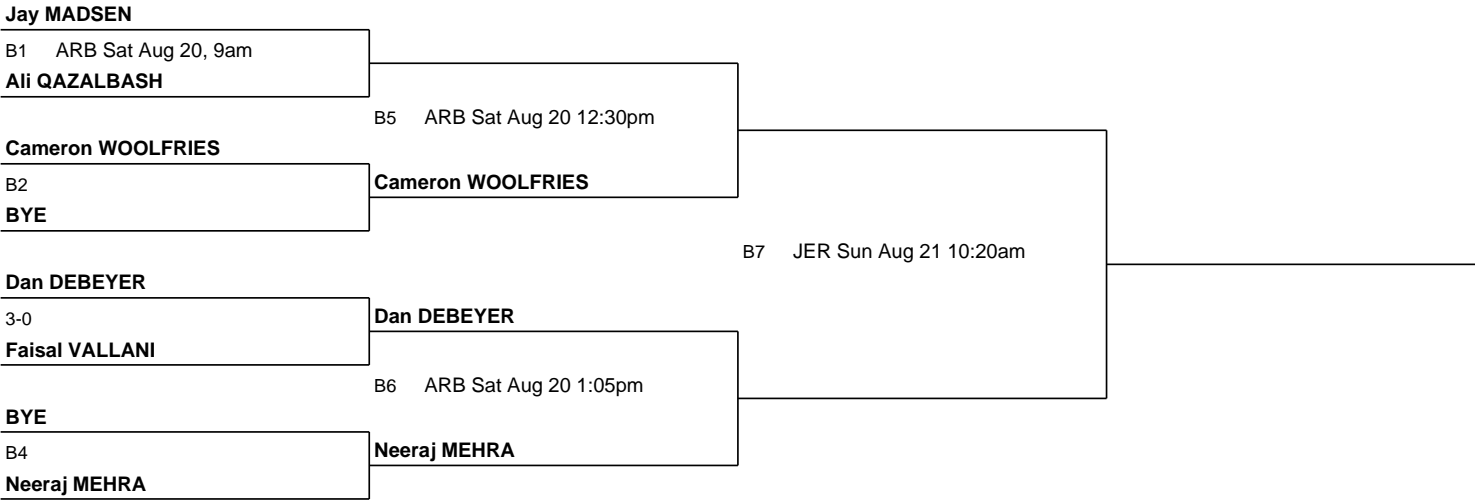 Jay MADSEN
B1 ARB Sat Aug 20, 9am
Ali QAZALBASH
B5 ARB Sat Aug 20 12:30pm
Cameron WOOLFRIES
B2
Cameron WOOLFRIES
BYE
B7 JER Sun Aug 21 10:20am
Dan DEBEYER
3-0
Dan DEBEYER
Faisal VALLANI
B6 ARB Sat Aug 20 1:05pm
BYE
B4
Neeraj MEHRA
Neeraj MEHRA